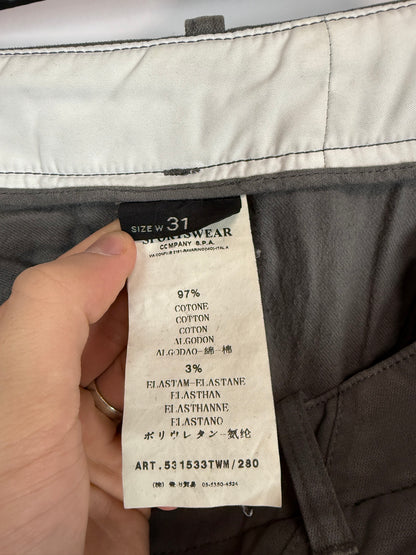 SIZE W 31
SPORTSWEAR
COMPANY S.P.A.
97%
COTONE
COTTON
COTON
ALGODON
ALGODAO-綿-棉
3%
ELASTAM-ELASTANE
ELASTHAN
ELASTHANNE
ELASTANO
ポリウレタン-氨纶
ART.531533TWM/280